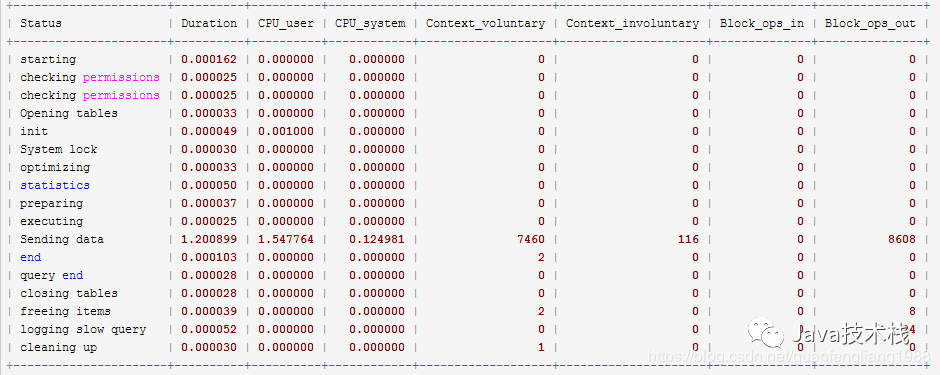 | Status | Duration | CPU_user | CPU_system | Context_voluntary | Context_involuntary | Block_ops_in | Block_ops_out |
| starting | 0.000162 | 0.000000 | 0.000000 | 0 | 0 | 0 | 0 |
| checking permissions | 0.000025 | 0.000000 | 0.000000 | 0 | 0 | 0 | 0 |
| checking permissions | 0.000025 | 0.000000 | 0.000000 | 0 | 0 | 0 | 0 |
| Opening tables | 0.000033 | 0.000000 | 0.000000 | 0 | 0 | 0 | 0 |
| init | 0.000049 | 0.001000 | 0.000000 | 0 | 0 | 0 | 0 |
| System lock | 0.000030 | 0.000000 | 0.000000 | 0 | 0 | 0 | 0 |
| optimizing | 0.000033 | 0.000000 | 0.000000 | 0 | 0 | 0 | 0 |
| statistics | 0.000050 | 0.000000 | 0.000000 | 0 | 0 | 0 | 0 |
| preparing | 0.000037 | 0.000000 | 0.000000 | 0 | 0 | 0 | 0 |
| executing | 0.000025 | 0.000000 | 0.000000 | 0 | 0 | 0 | 0 |
| Sending data | 1.200899 | 1.547764 | 0.124981 | 7460 | 116 | 0 | 8608 |
| end | 0.000103 | 0.000000 | 0.000000 | 2 | 0 | 0 | 0 |
| query end | 0.000028 | 0.000000 | 0.000000 | 0 | 0 | 0 | 0 |
| closing tables | 0.000028 | 0.000000 | 0.000000 | 0 | 0 | 0 | 0 |
| freeing items | 0.000039 | 0.000000 | 0.000000 | 2 | 0 | 0 | 8 |
| logging slow query | 0.000052 | 0.000000 | 0.000000 | 0 | 0 |
| cleaning up | 0.000030 | 0.000000 | 0.000000 | 1 | 0 | 0 | 0 |
Java技术栈
https://blog.csdn.net/quanfengliang1988